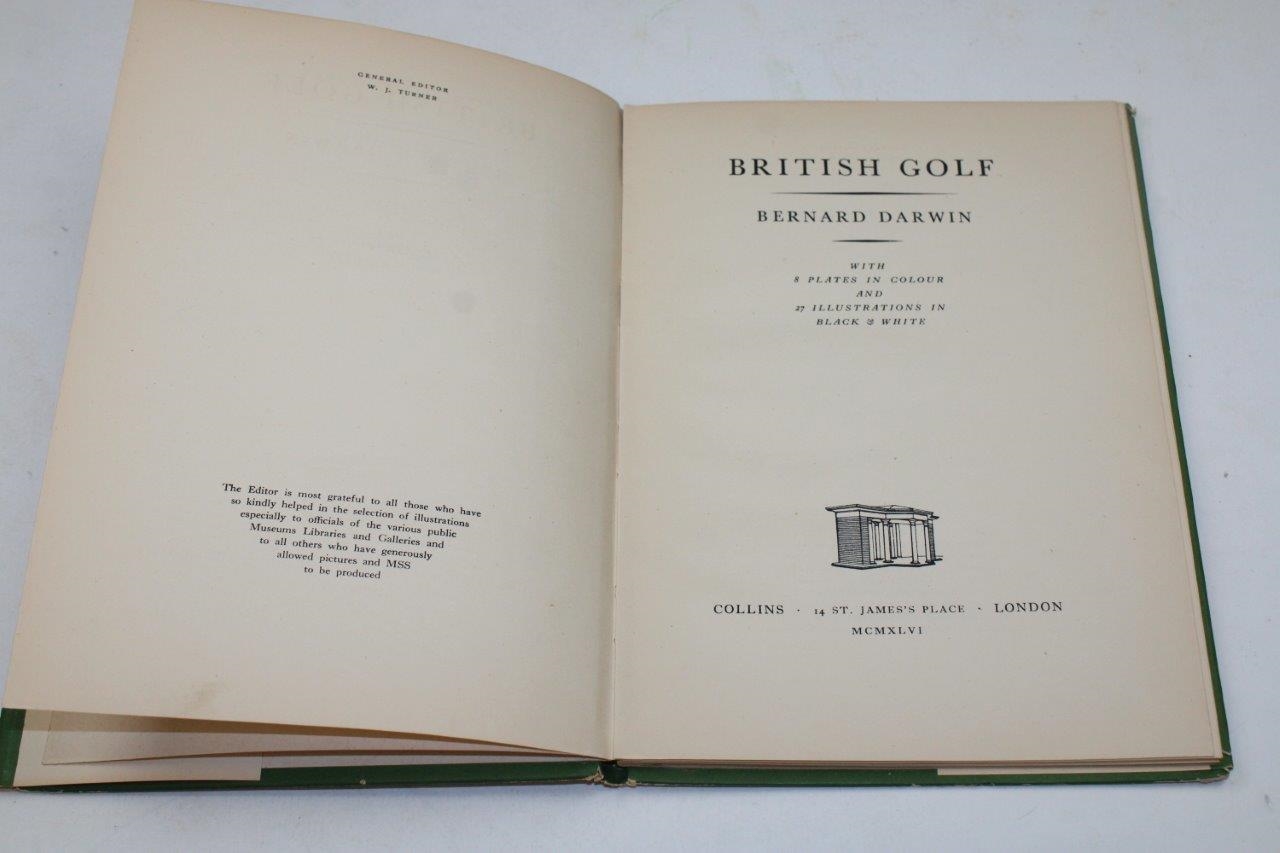 GENERAL EDITOR
W. J. TURNER
The Editor is most grateful to all those who have
so kindly helped in the selection of illustrations
especially to officials of the various public
Museums Libraries and Galleries and
to all others who have generously
allowed pictures and MSS
to be produced
BRITISH GOLF
BERNARD DARWIN
WITH
8 PLATES IN COLOUR
AND
27 ILLUSTRATIONS IN
BLACK & WHITE
COLLINS · 14 ST. JAMES'S PLACE · LONDON
MCMXLVI